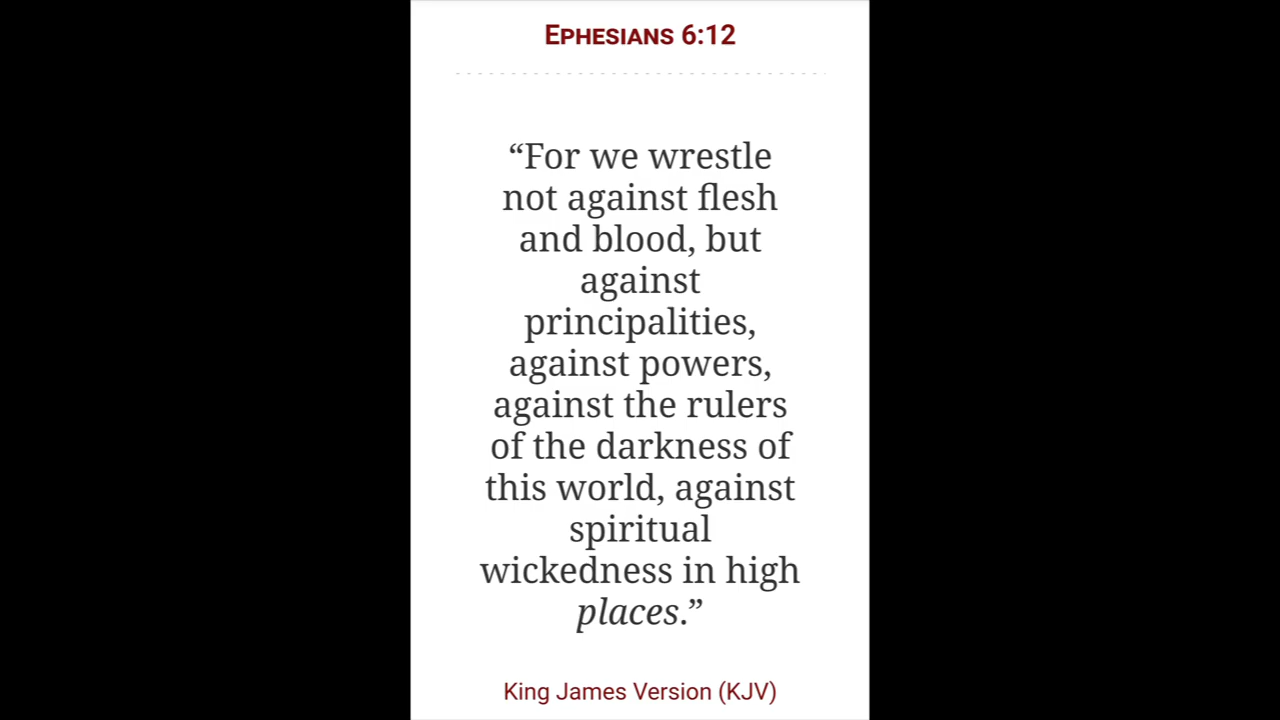 Ephesians 6:12
“For we wrestle
not against flesh
and blood, but
against
principalities,
against powers,
against the rulers
of the darkness of
this world, against
spiritual
wickedness in high
places.”
King James Version (KJV)